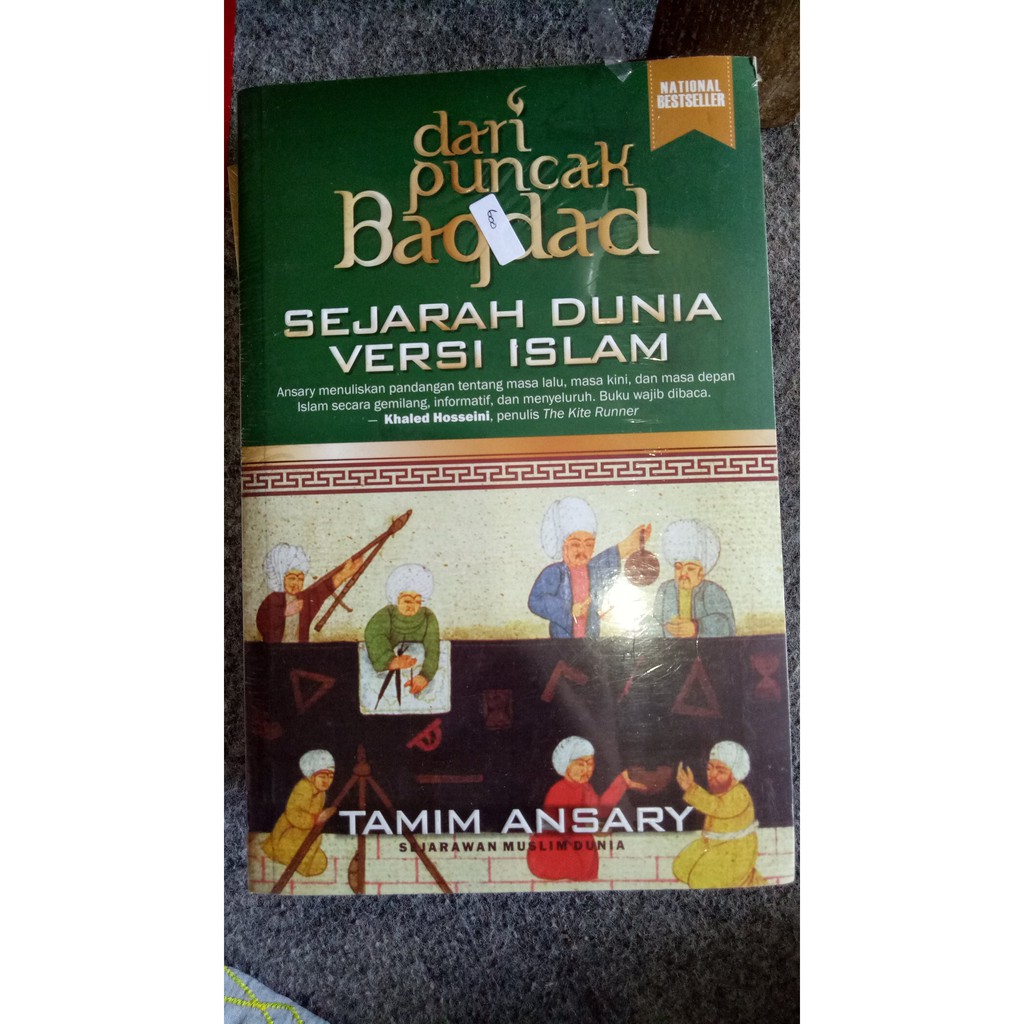 NATIONAL
BESTSELLER
dari
puncak
Bagdad
600
SEJARAH DUNIA
VERSI ISLAM
Ansary menuliskan pandangan tentang masa lalu, masa kini, dan masa depan
Islam secara gemilang, informatif, dan menyeluruh. Buku wajib dibaca.
— Khaled Hosseini, penulis The Kite Runner
TAMIM ANSARY
SEJARAWAN MUSLIM DUNIA